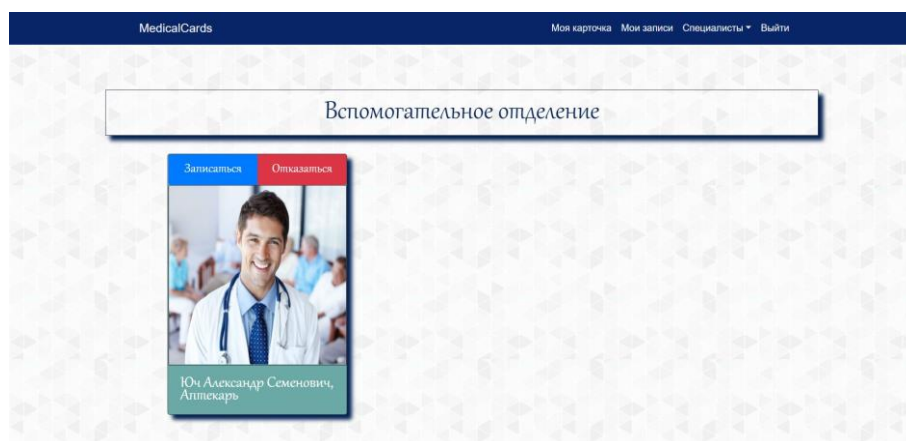 MedicalCards Моя карточка Мои записи Специалисты Выйти
Вспомогательное отделение
Записаться Отказаться
Юч Александр Семенович,
Аптекарь